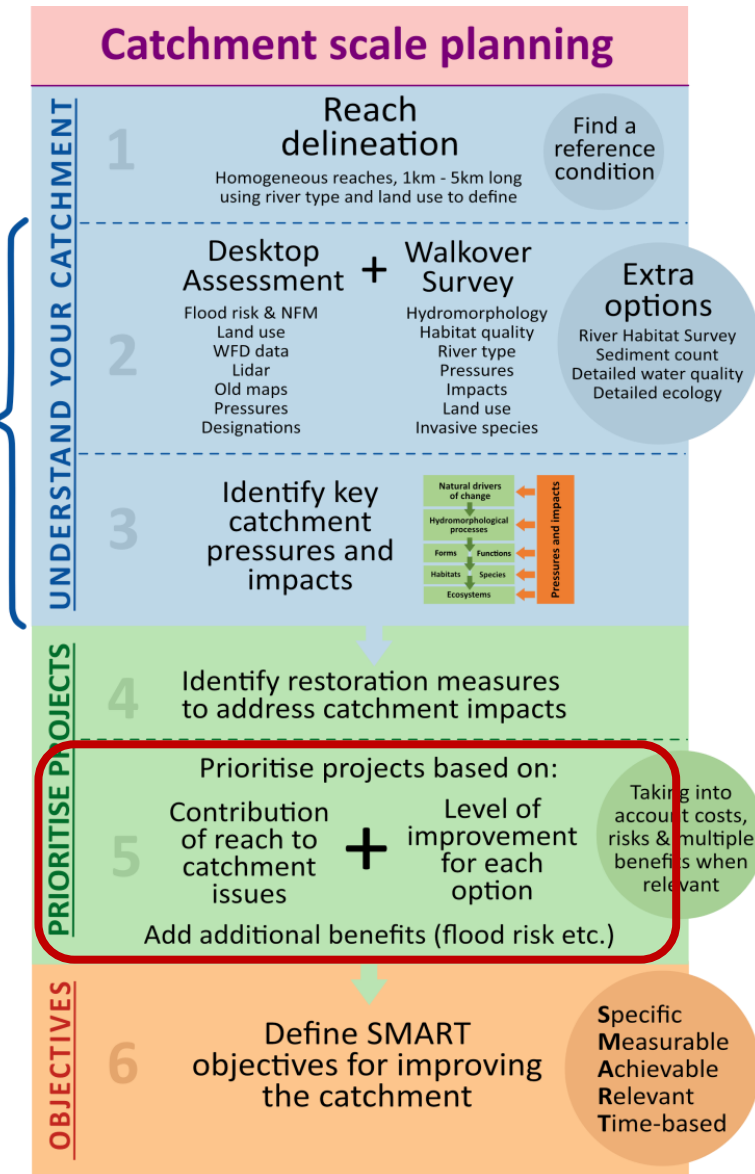 Catchment scale planning
UNDERSTAND YOUR CATCHMENT
1
Reach
delineation
Homogeneous reaches, 1km - 5km long
using river type and land use to define
Find a
reference
condition
2
Desktop
Assessment
Flood risk & NFM
Land use
WFD data
Lidar
Old maps
Pressures
Designations
+
Walkover
Survey
Hydromorphology
Habitat quality
River type
Pressures
Impacts
Land use
Invasive species
Extra
options
River Habitat Survey
Sediment count
Detailed water quality
Detailed ecology
3
Identify key
catchment
pressures and
impacts
Natural drivers
of change
Hydromorphological
processes
Forms Functions
Habitats Species
Ecosystems
Pressures and impacts
PRIORITISE PROJECTS
4
Identify restoration measures
to address catchment impacts
5
Prioritise projects based on:
Contribution
of reach to
catchment
issues
+
Level of
improvement
for each
option
Add additional benefits (flood risk etc.)
Taking into
account costs,
risks & multiple
benefits when
relevant
OBJECTIVES
6
Define SMART
objectives for improving
the catchment
Specific
Measurable
Achievable
Relevant
Time-based